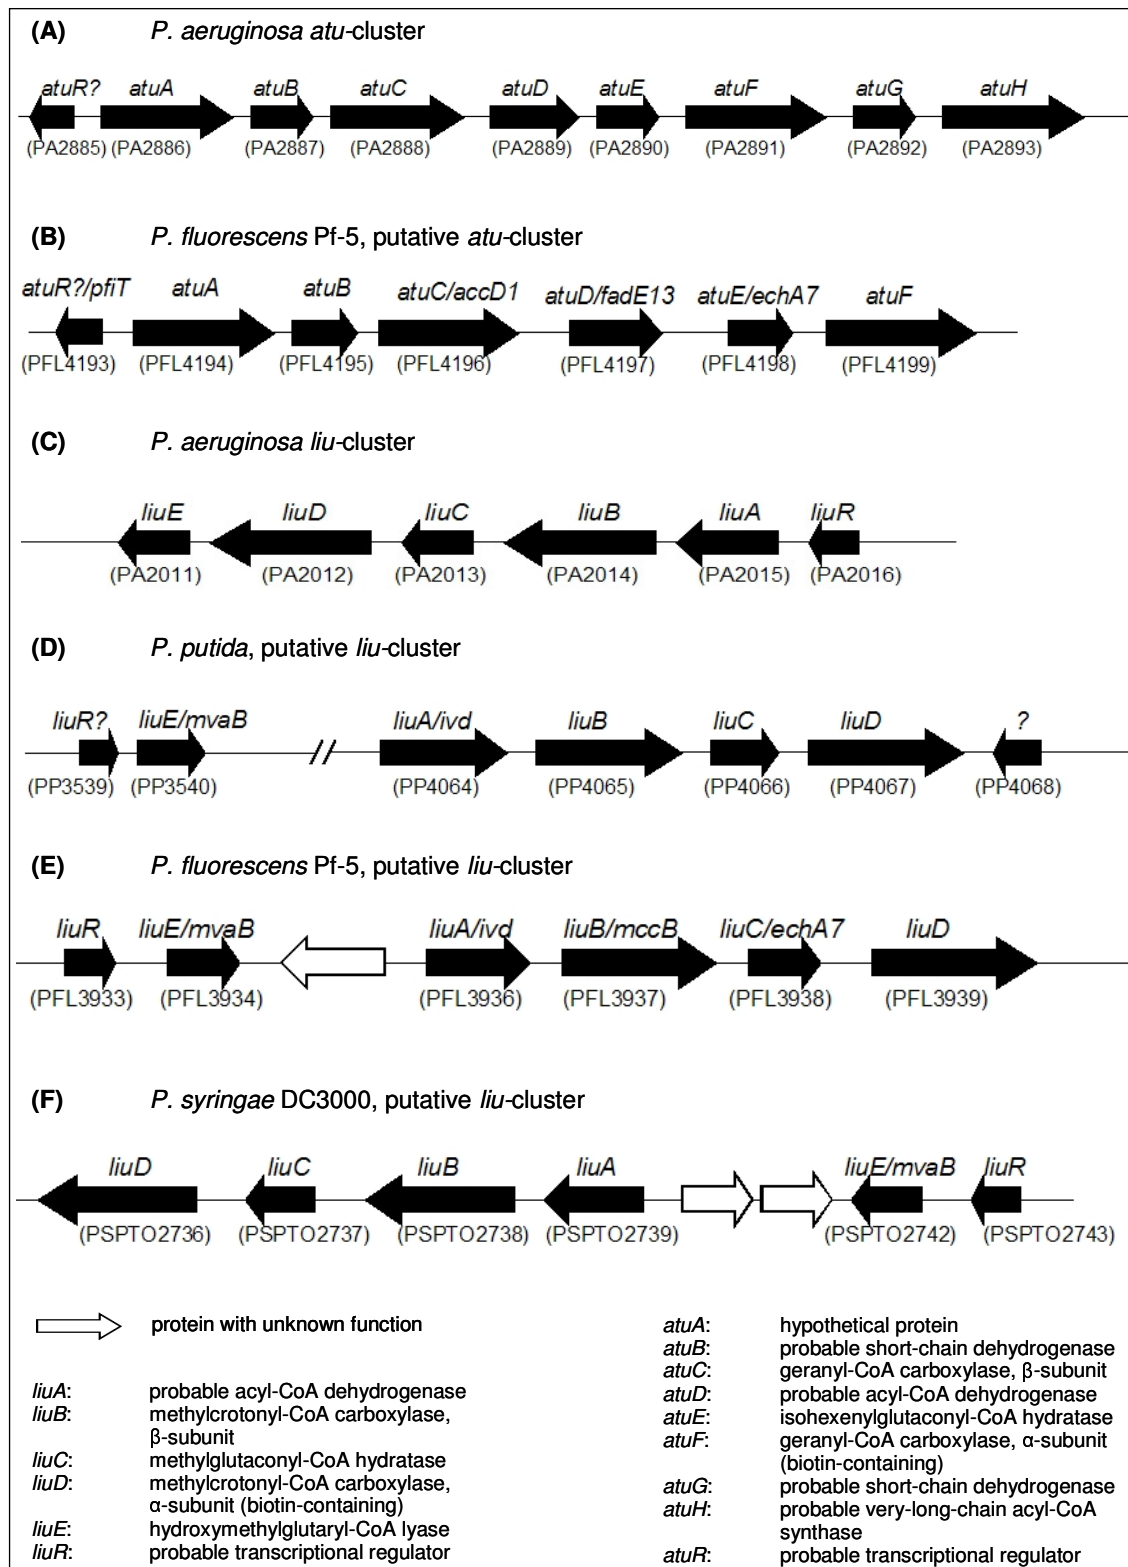 (A) P. aeruginosa atu-cluster
atuR? atuA atuB atuC atuD atuE atuF atuG atuH
(PA2885) (PA2886) (PA2887) (PA2888) (PA2889) (PA2890) (PA2891) (PA2892) (PA2893)
(B) P. fluorescens Pf-5, putative atu-cluster
atuR?/pfiT atuA atuB atuC/accD1 atuD/fadE13 atuE/echA7 atuF
(PFL4193) (PFL4194) (PFL4195) (PFL4196) (PFL4197) (PFL4198) (PFL4199)
(C) P. aeruginosa liu-cluster
liuE liuD liuC liuB liuA liuR
(PA2011) (PA2012) (PA2013) (PA2014) (PA2015) (PA2016)
(D) P. putida, putative liu-cluster
liuR? liuE/mvaB // liuA/ivd liuB liuC liuD ?
(PP3539) (PP3540) (PP4064) (PP4065) (PP4066) (PP4067) (PP4068)
(E) P. fluorescens Pf-5, putative liu-cluster
liuR liuE/mvaB liuA/ivd liuB/mccB liuC/echA7 liuD
(PFL3933) (PFL3934) (PFL3936) (PFL3937) (PFL3938) (PFL3939)
(F) P. syringae DC3000, putative liu-cluster
liuD liuC liuB liuA liuE/mvaB liuR
(PSPTO2736) (PSPTO2737) (PSPTO2738) (PSPTO2739) (PSPTO2742) (PSPTO2743)
protein with unknown function
liuA: probable acyl-CoA dehydrogenase
liuB: methylcrotonyl-CoA carboxylase,
β-subunit
liuC: methylglutaconyl-CoA hydratase
liuD: methylcrotonyl-CoA carboxylase,
α-subunit (biotin-containing)
liuE: hydroxymethylglutaryl-CoA lyase
liuR: probable transcriptional regulator
atuA: hypothetical protein
atuB: probable short-chain dehydrogenase
atuC: geranyl-CoA carboxylase, β-subunit
atuD: probable acyl-CoA dehydrogenase
atuE: isohexenylglutaconyl-CoA hydratase
atuF: geranyl-CoA carboxylase, α-subunit
(biotin-containing)
atuG: probable short-chain dehydrogenase
atuH: probable very-long-chain acyl-CoA
synthase
atuR: probable transcriptional regulator